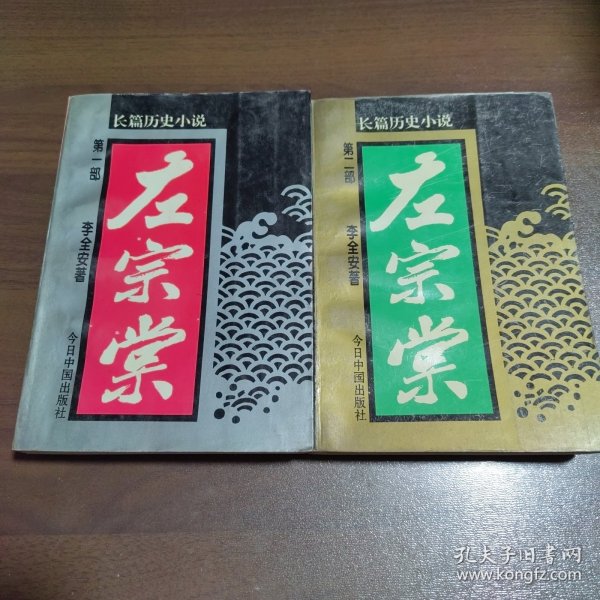 长篇历史小说
第一部
左宗棠
李全安著
今日中国出版社
长篇历史小说
第二部
左宗棠
李全安著
今日中国出版社
孔夫子旧书网
www.kongfz.com